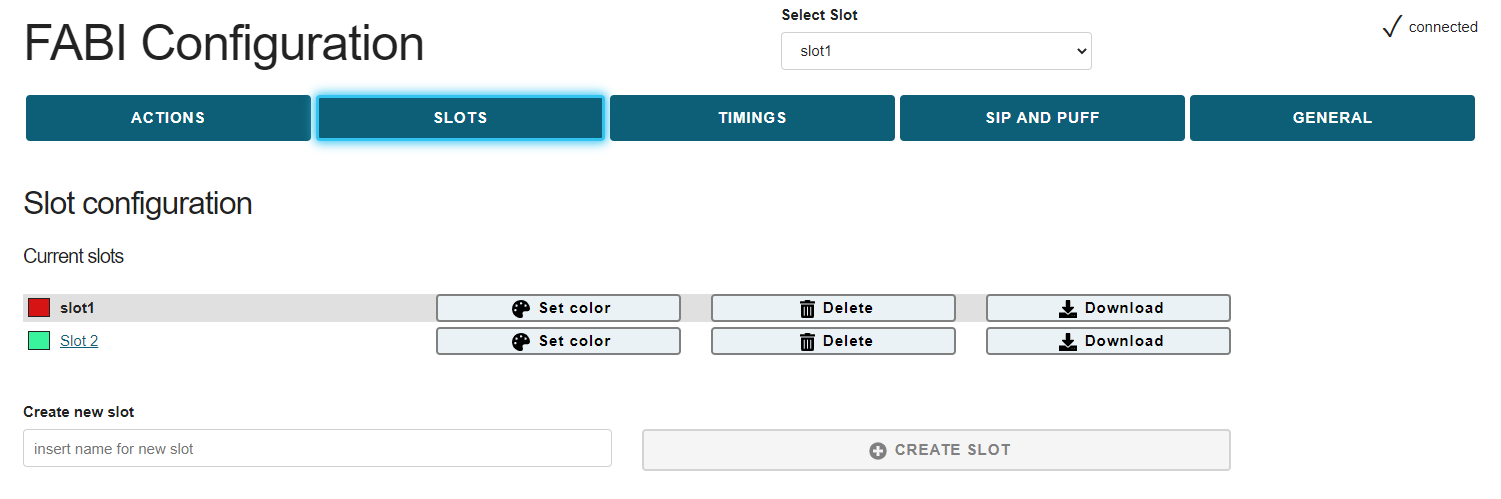 FABI Configuration
Select Slot
slot1
connected
ACTIONS SLOTS TIMINGS SIP AND PUFF GENERAL
Slot configuration
Current slots
slot1 Set color Delete Download
Slot 2 Set color Delete Download
Create new slot
insert name for new slot CREATE SLOT